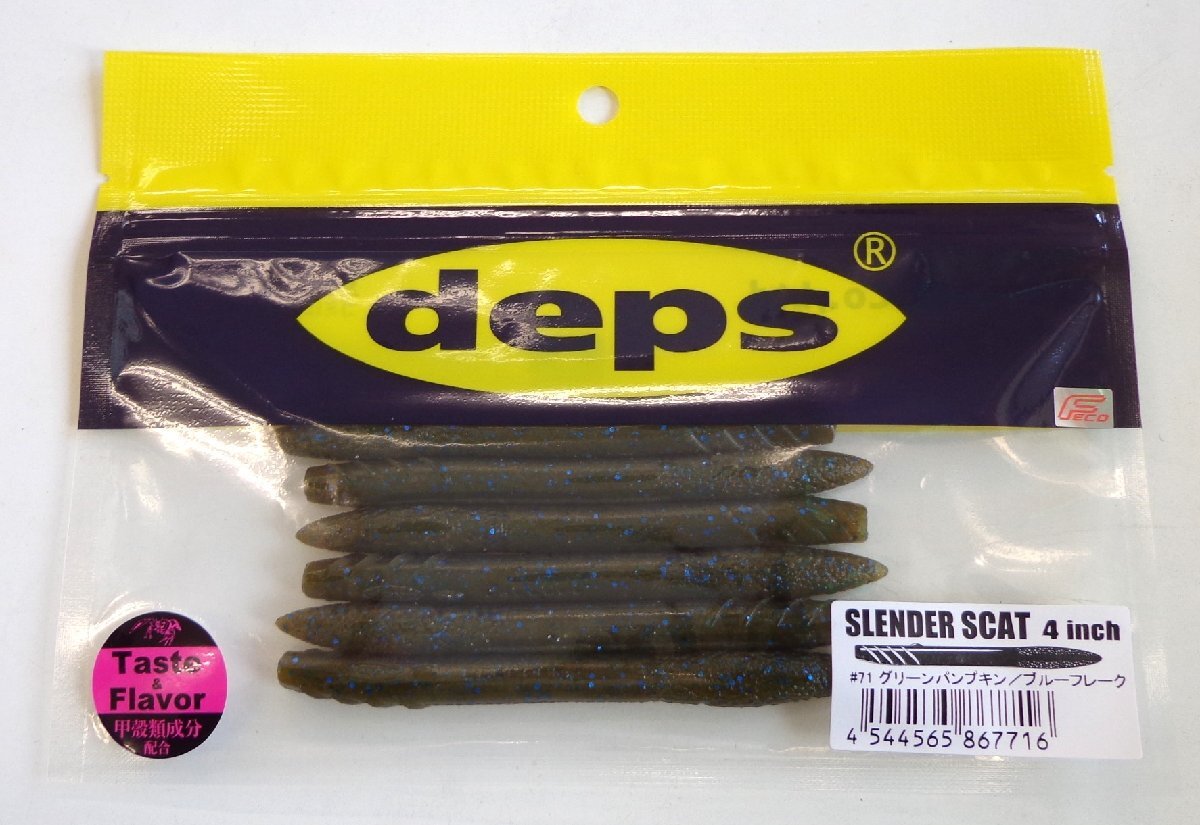 deps®
FECO
Taste
&
Flavor
甲殻類成分
配合
SLENDER SCAT 4 inch
#71 グリーンパンプキン／ブルーフレーク
4 544565 867716